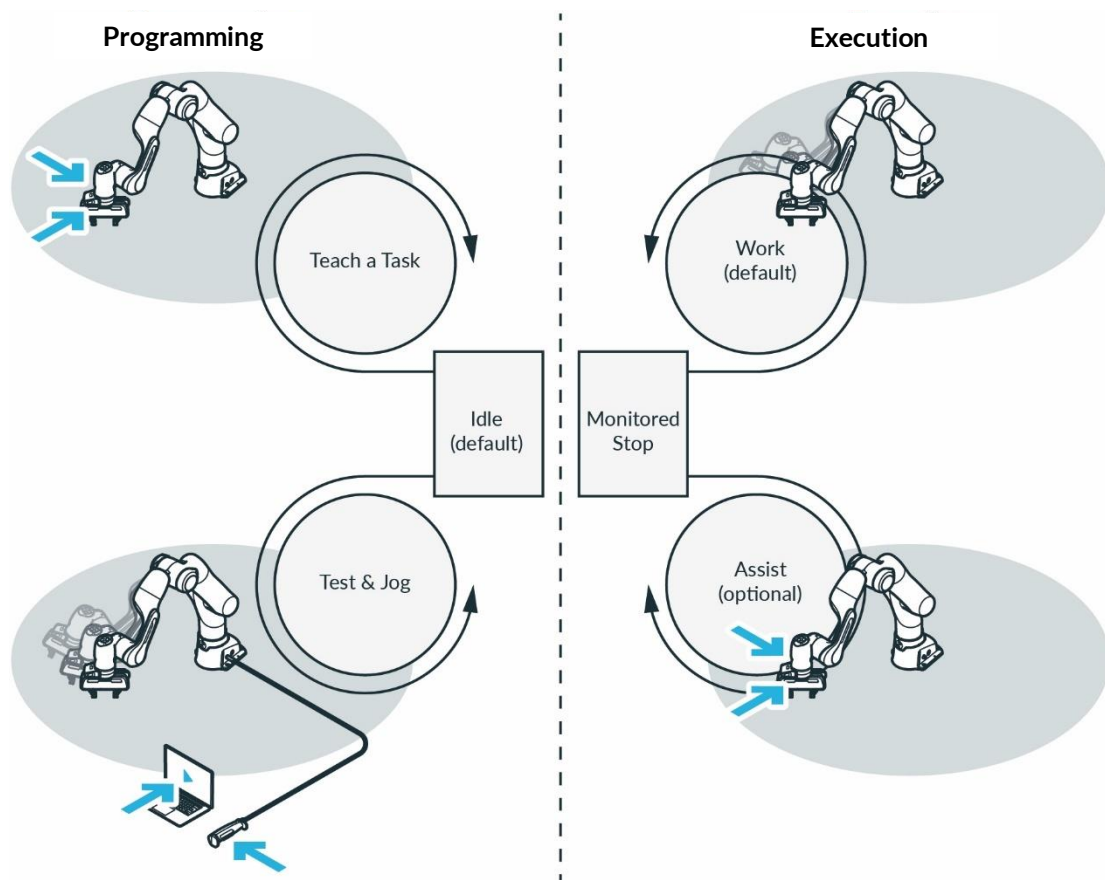 Programming
Execution
Teach a Task
Work
(default)
Idle
(default)
Monitored
Stop
Test & Jog
Assist
(optional)